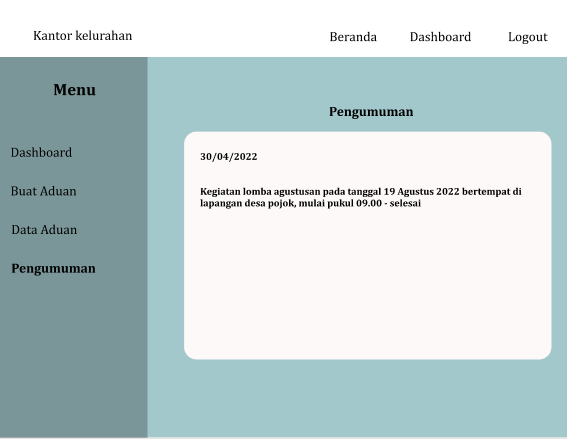 Kantor kelurahan
Beranda
Dashboard
Logout
Menu
Dashboard
Buat Aduan
Data Aduan
Pengumuman
Pengumuman
30/04/2022
Kegiatan lomba agustusan pada tanggal 19 Agustus 2022 bertempat di
lapangan desa pojok, mulai pukul 09.00 - selesai